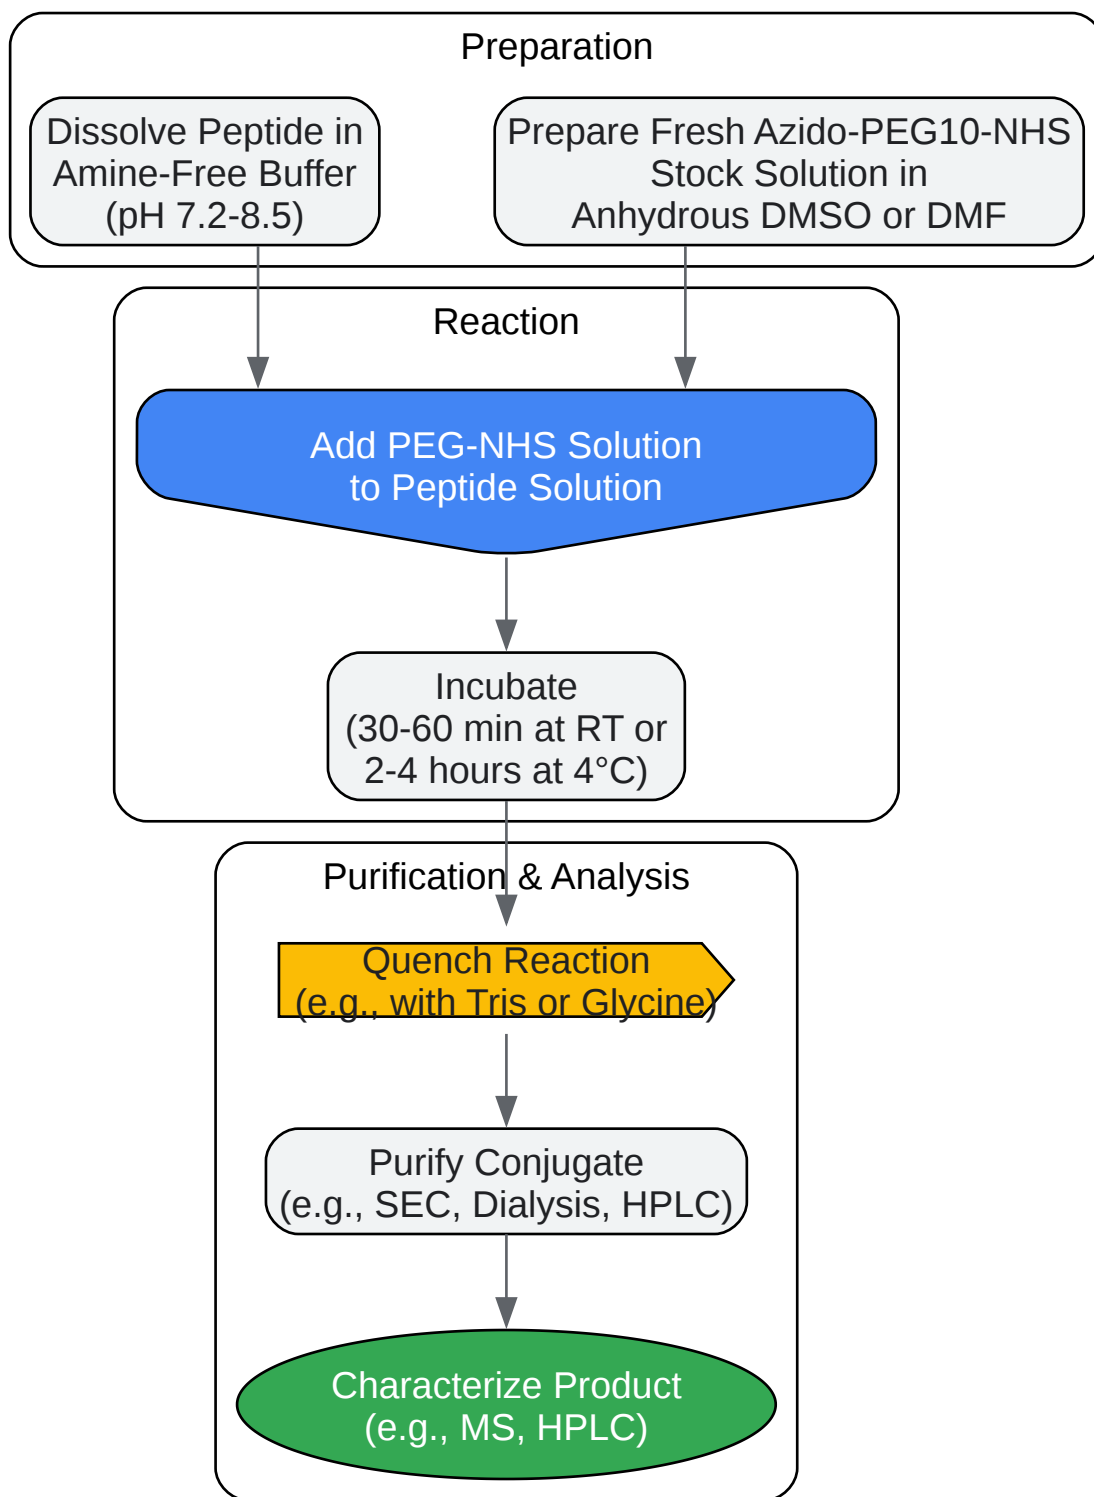 Preparation
Dissolve Peptide in
Amine-Free Buffer
(pH 7.2-8.5)
Prepare Fresh Azido-PEG10-NHS
Stock Solution in
Anhydrous DMSO or DMF
Reaction
Add PEG-NHS Solution
to Peptide Solution
Incubate
(30-60 min at RT or
2-4 hours at 4°C)
Purification & Analysis
Quench Reaction
(e.g., with Tris or Glycine)
Purify Conjugate
(e.g., SEC, Dialysis, HPLC)
Characterize Product
(e.g., MS, HPLC)